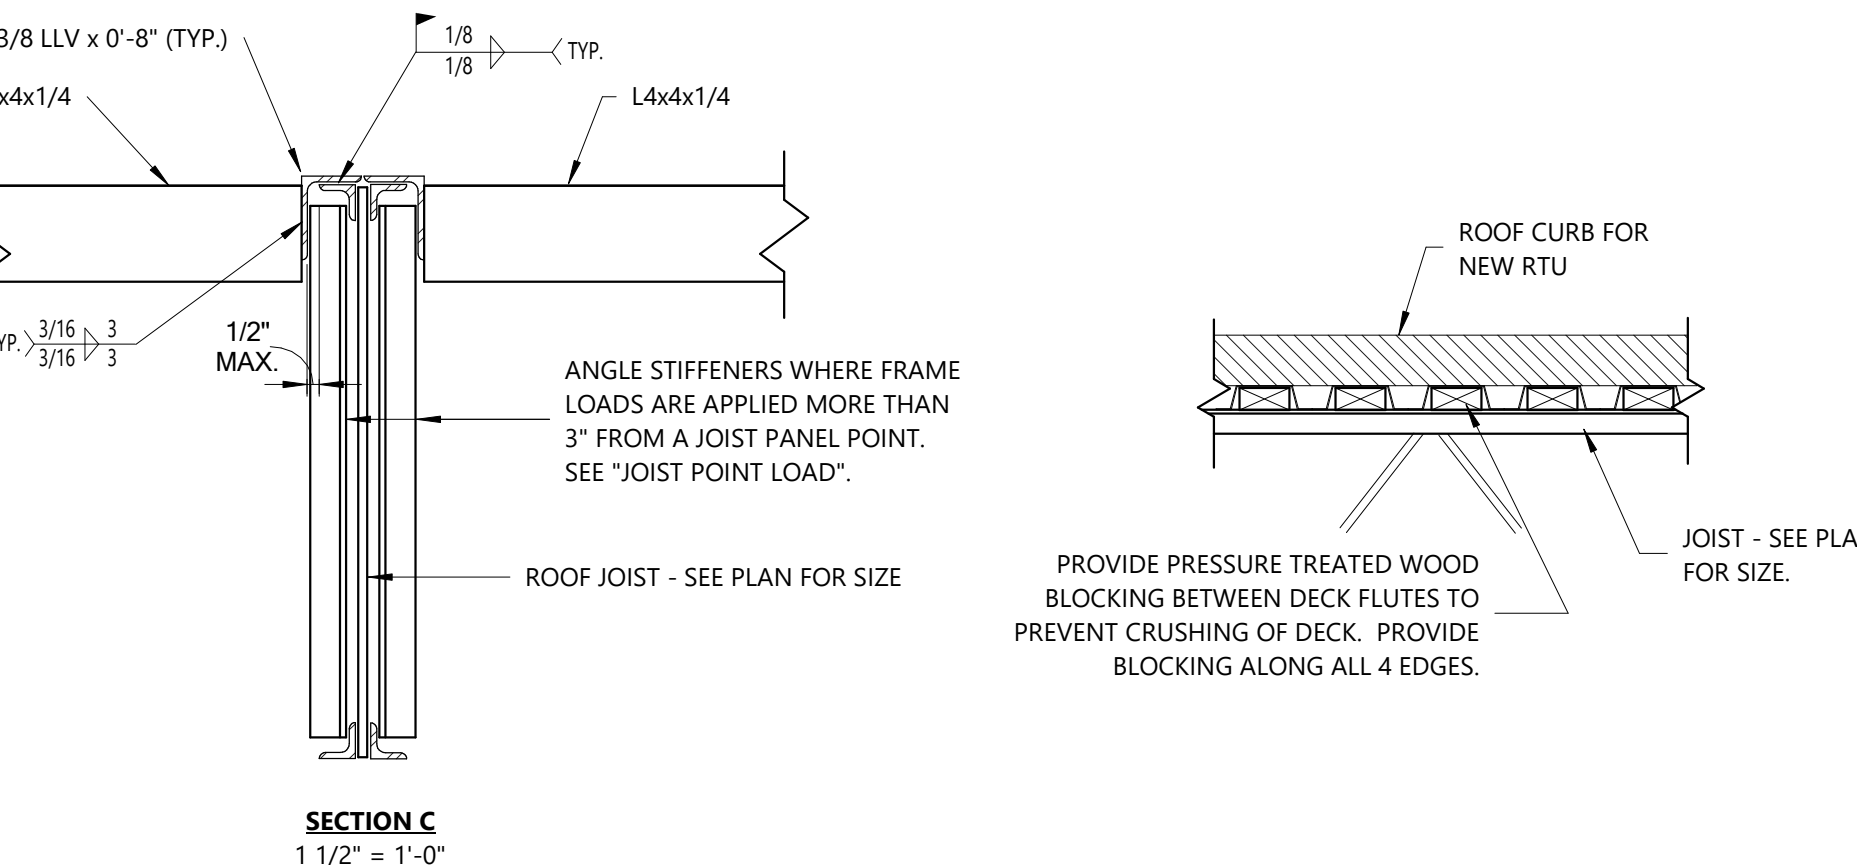 3/8 LLV x 0'-8" (TYP.)
x4x1/4
1/8
1/8
TYP.
L4x4x1/4
YP.
3/16 3
3/16 3
1/2"
MAX.
ANGLE STIFFENERS WHERE FRAME
LOADS ARE APPLIED MORE THAN
3" FROM A JOIST PANEL POINT.
SEE "JOIST POINT LOAD".
ROOF JOIST - SEE PLAN FOR SIZE
SECTION C
1 1/2" = 1'-0"
ROOF CURB FOR
NEW RTU
PROVIDE PRESSURE TREATED WOOD
BLOCKING BETWEEN DECK FLUTES TO
PREVENT CRUSHING OF DECK. PROVIDE
BLOCKING ALONG ALL 4 EDGES.
JOIST - SEE PLA
FOR SIZE.